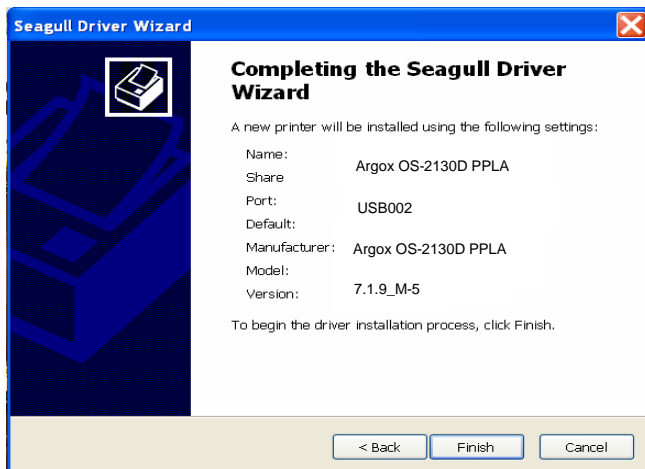 Seagull Driver Wizard
Completing the Seagull Driver
Wizard
A new printer will be installed using the following settings:
Name:
Argox OS-2130D PPLA
Share
Port:
USB002
Default:
Manufacturer: Argox OS-2130D PPLA
Model:
Version: 7.1.9_M-5
To begin the driver installation process, click Finish.
< Back Finish Cancel